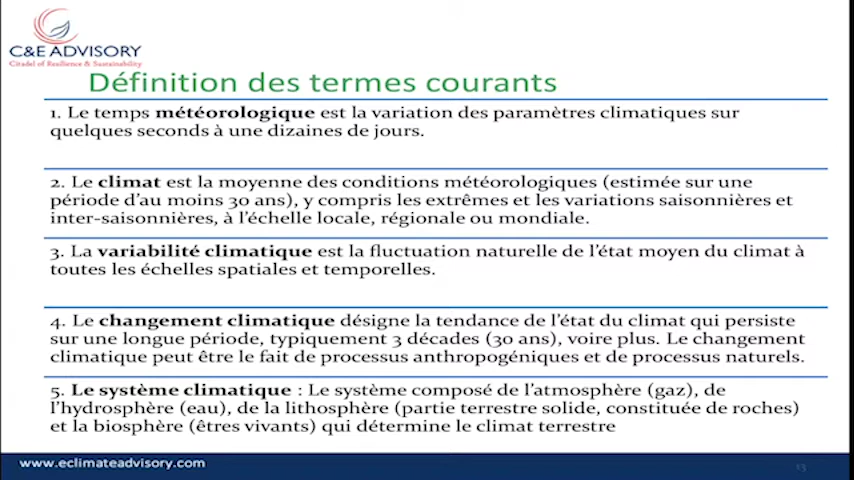 C&E ADVISORY
Citadel of Resilience & Sustainability
Définition des termes courants
1. Le temps météorologique est la variation des paramètres climatiques sur
quelques seconds à une dizaines de jours.
2. Le climat est la moyenne des conditions météorologiques (estimée sur une
période d'au moins 30 ans), y compris les extrêmes et les variations saisonnières et
inter-saisonnières, à l'échelle locale, régionale ou mondiale.
3. La variabilité climatique est la fluctuation naturelle de l'état moyen du climat à
toutes les échelles spatiales et temporelles.
4. Le changement climatique désigne la tendance de l'état du climat qui persiste
sur une longue période, typiquement 3 décades (30 ans), voire plus. Le changement
climatique peut être le fait de processus anthropogéniques et de processus naturels.
5. Le système climatique : Le système composé de l'atmosphère (gaz), de
l'hydrosphère (eau), de la lithosphère (partie terrestre solide, constituée de roches)
et la biosphère (êtres vivants) qui détermine le climat terrestre
www.eclimateadvisory.com
13